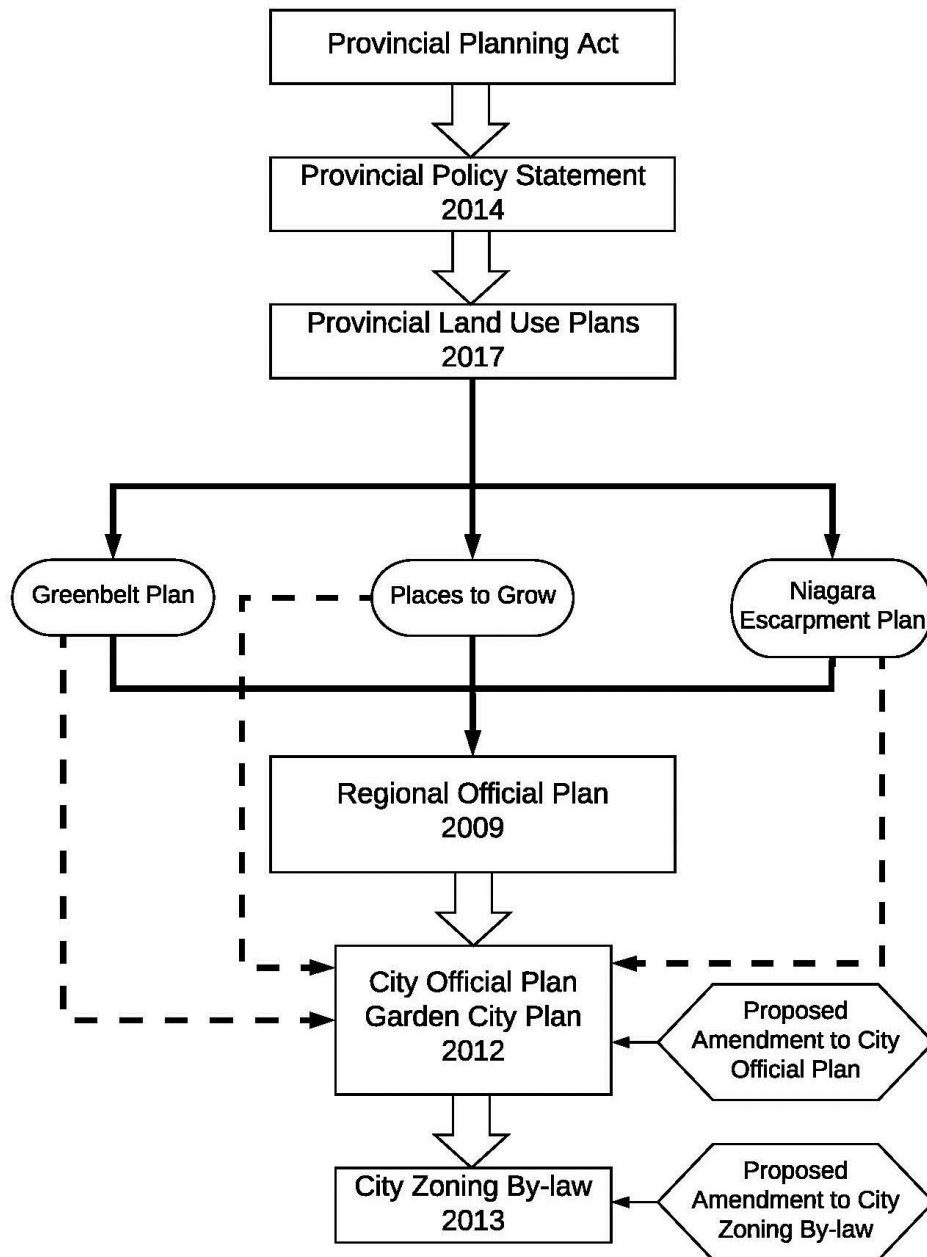 Provincial Planning Act
Provincial Policy Statement
2014
Provincial Land Use Plans
2017
Greenbelt Plan
Places to Grow
Niagara
Escarpment Plan
Regional Official Plan
2009
City Official Plan
Garden City Plan
2012
Proposed
Amendment to City
Official Plan
City Zoning By-law
2013
Proposed
Amendment to City
Zoning By-law